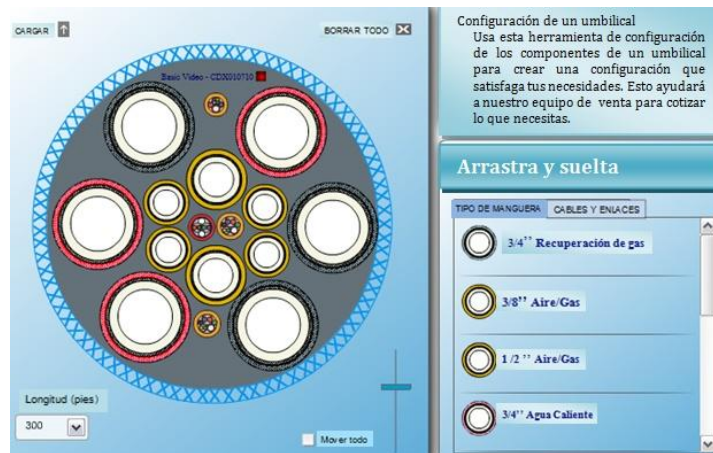 CARGAR
BORRAR TODO
Basic Video - CDX010710
Longitud (pies)
300
Mover todo
Configuración de un umbilical
Usa esta herramienta de configuración
de los componentes de un umbilical
para crear una configuración que
satisfaga tus necesidades. Esto ayudará
a nuestro equipo de venta para cotizar
lo que necesitas.
Arrastra y suelta
TIPO DE MANGUERA CABLES Y ENLACES
3/4’’ Recuperación de gas
3/8’’ Aire/Gas
1/2 ’’ Aire/Gas
3/4’’ Agua Caliente